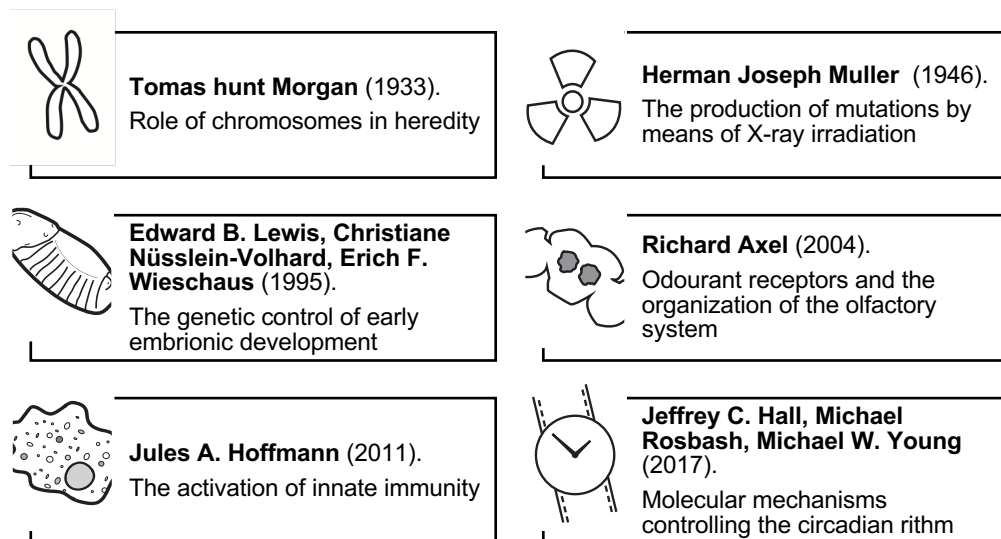 Tomas hunt Morgan (1933).
Role of chromosomes in heredity
Herman Joseph Muller (1946).
The production of mutations by
means of X-ray irradiation
Edward B. Lewis, Christiane
Nüsslein-Volhard, Erich F.
Wieschaus (1995).
The genetic control of early
embrionic development
Richard Axel (2004).
Odourant receptors and the
organization of the olfactory
system
Jules A. Hoffmann (2011).
The activation of innate immunity
Jeffrey C. Hall, Michael
Rosbash, Michael W. Young
(2017).
Molecular mechanisms
controlling the circadian rithm